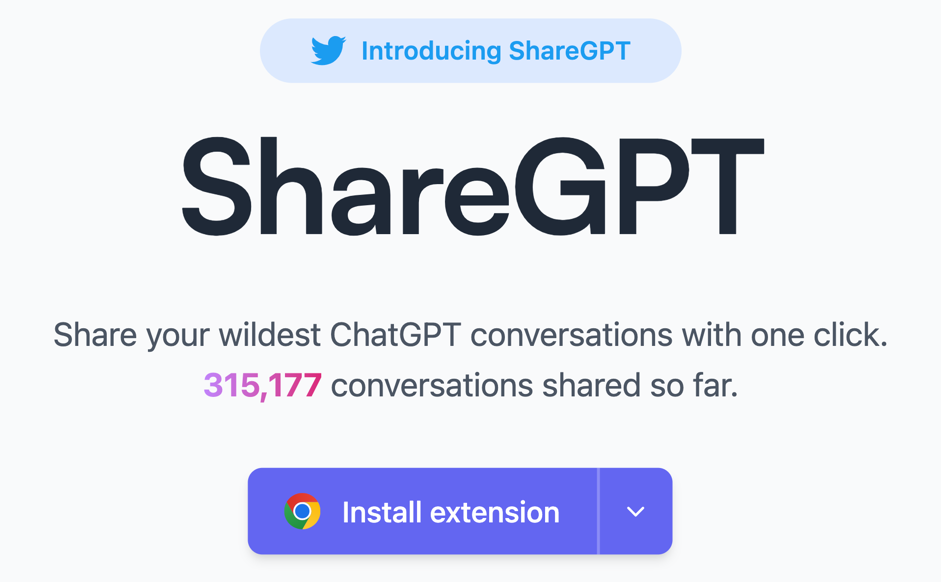 Introducing ShareGPT
ShareGPT
Share your wildest ChatGPT conversations with one click.
315,177 conversations shared so far.
Install extension